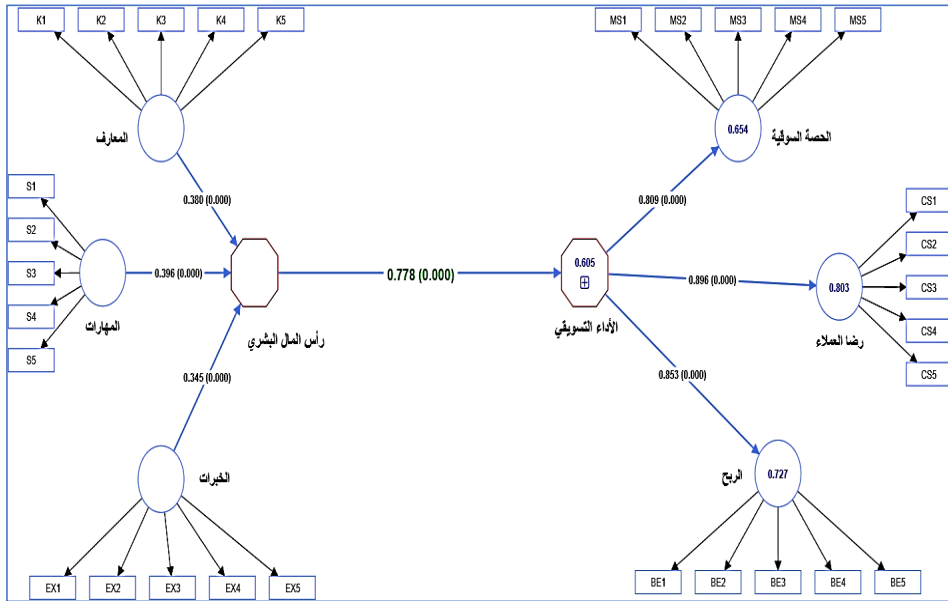 K1 K2 K3 K4 K5
MS1 MS2 MS3 MS4 MS5
المعارف
0.654
الحصة السوقية
S1
S2
S3
S4
S5
المهارات
0.380 (0.000)
0.396 (0.000)
0.345 (0.000)
رأس المال البشري
0.778 (0.000)
0.605
الأداء التسويقي
0.809 (0.000)
0.896 (0.000)
0.853 (0.000)
CS1
CS2
CS3
CS4
CS5
0.803
رضا العملاء
الخبرات
الربح
0.727
EX1 EX2 EX3 EX4 EX5
BE1 BE2 BE3 BE4 BE5